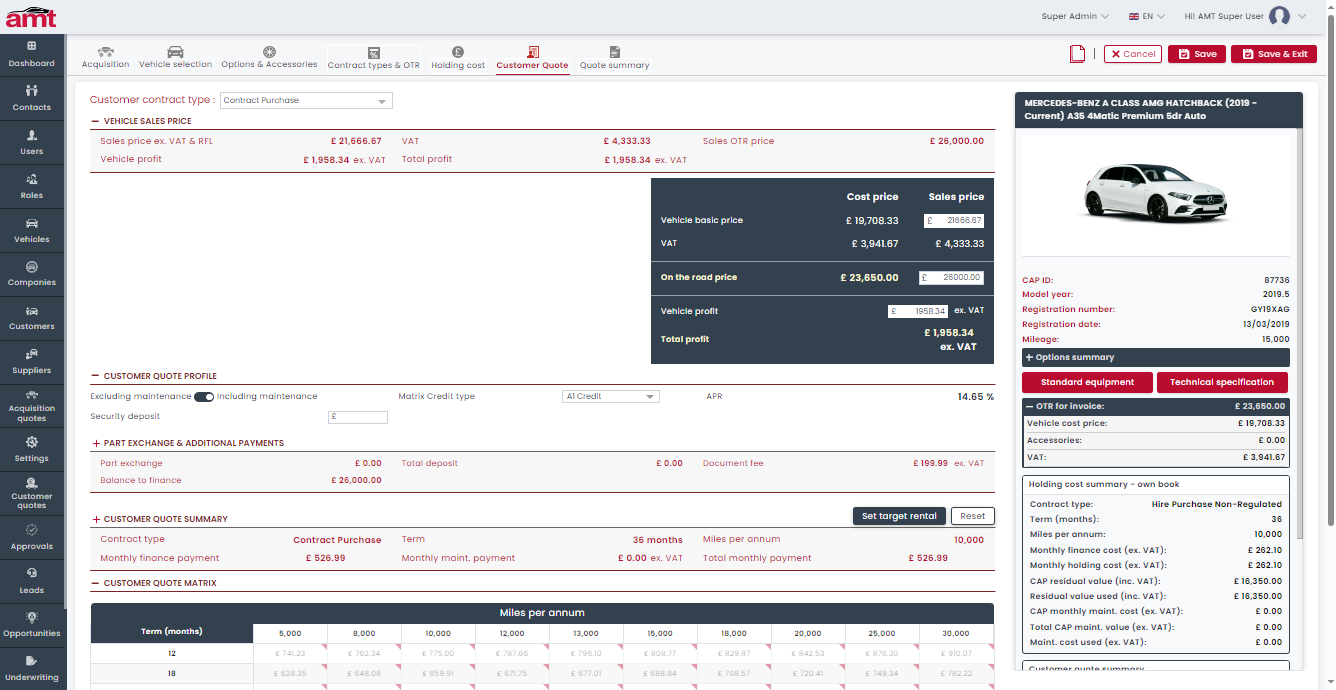 amt
Super Admin
EN
Hi! AMT Super User
Dashboard
Contacts
Users
Roles
Vehicles
Companies
Customers
Suppliers
Acquisition quotes
Settings
Customer quotes
Approvals
Leads
Opportunities
Underwriting
Acquisition
Vehicle selection
Options & Accessories
Contract types & OTR
Holding cost
Customer Quote
Quote summary
Cancel
Save
Save & Exit
Customer contract type : Contract Purchase
VEHICLE SALES PRICE
Sales price ex. VAT & RFL £ 21,666.67 VAT £ 4,333.33 Sales OTR price £ 26,000.00
Vehicle profit £ 1,958.34 ex. VAT Total profit £ 1,958.34 ex. VAT
Cost price Sales price
Vehicle basic price £ 19,708.33 £ 21666.67
VAT £ 3,941.67 £ 4,333.33
On the road price £ 23,650.00 £ 26000.00
Vehicle profit £ 1958.34 ex. VAT
Total profit £ 1,958.34
ex. VAT
CUSTOMER QUOTE PROFILE
Excluding maintenance Including maintenance Matrix Credit type A1 Credit APR 14.65 %
Security deposit £
PART EXCHANGE & ADDITIONAL PAYMENTS
Part exchange £ 0.00 Total deposit £ 0.00 Document fee £ 199.99 ex. VAT
Balance to finance £ 26,000.00
CUSTOMER QUOTE SUMMARY Set target rental Reset
Contract type Contract Purchase Term 36 months Miles per annum 10,000
Monthly finance payment £ 526.99 Monthly maint. payment £ 0.00 ex. VAT Total monthly payment £ 526.99
CUSTOMER QUOTE MATRIX
Miles per annum
Term (months) 5,000 8,000 10,000 12,000 13,000 15,000 18,000 20,000 25,000 30,000
12 £ 741.23 £ 762.34 £ 775.00 £ 787.66 £ 796.10 £ 808.77 £ 829.87 £ 842.53 £ 876.30 £ 910.07
18 £ 628.35 £ 648.08 £ 659.91 £ 671.75 £ 677.01 £ 688.84 £ 708.57 £ 720.41 £ 749.34 £ 782.22
MERCEDES-BENZ A CLASS AMG HATCHBACK (2019 -
Current) A35 4Matic Premium 5dr Auto
CAP ID: 87736
Model year: 2019.5
Registration number: GY19XAG
Registration date: 13/03/2019
Mileage: 15,000
Options summary
Standard equipment Technical specification
OTR for invoice: £ 23,650.00
Vehicle cost price: £ 19,708.33
Accessories: £ 0.00
VAT: £ 3,941.67
Holding cost summary - own book
Contract type: Hire Purchase Non-Regulated
Term (months): 36
Miles per annum: 10,000
Monthly finance cost (ex. VAT): £ 262.10
Monthly holding cost (ex. VAT): £ 262.10
CAP residual value (inc. VAT): £ 16,350.00
Residual value used (inc. VAT): £ 16,350.00
CAP monthly maint. cost (ex. VAT): £ 0.00
Total CAP maint. value (ex. VAT): £ 0.00
Maint. cost used (ex. VAT): £ 0.00
Customer quote summary